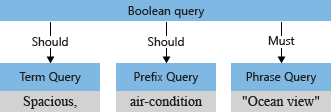 Boolean query
Should Should Must
Term Query Prefix Query Phrase Query
Spacious, air-condition "Ocean view"